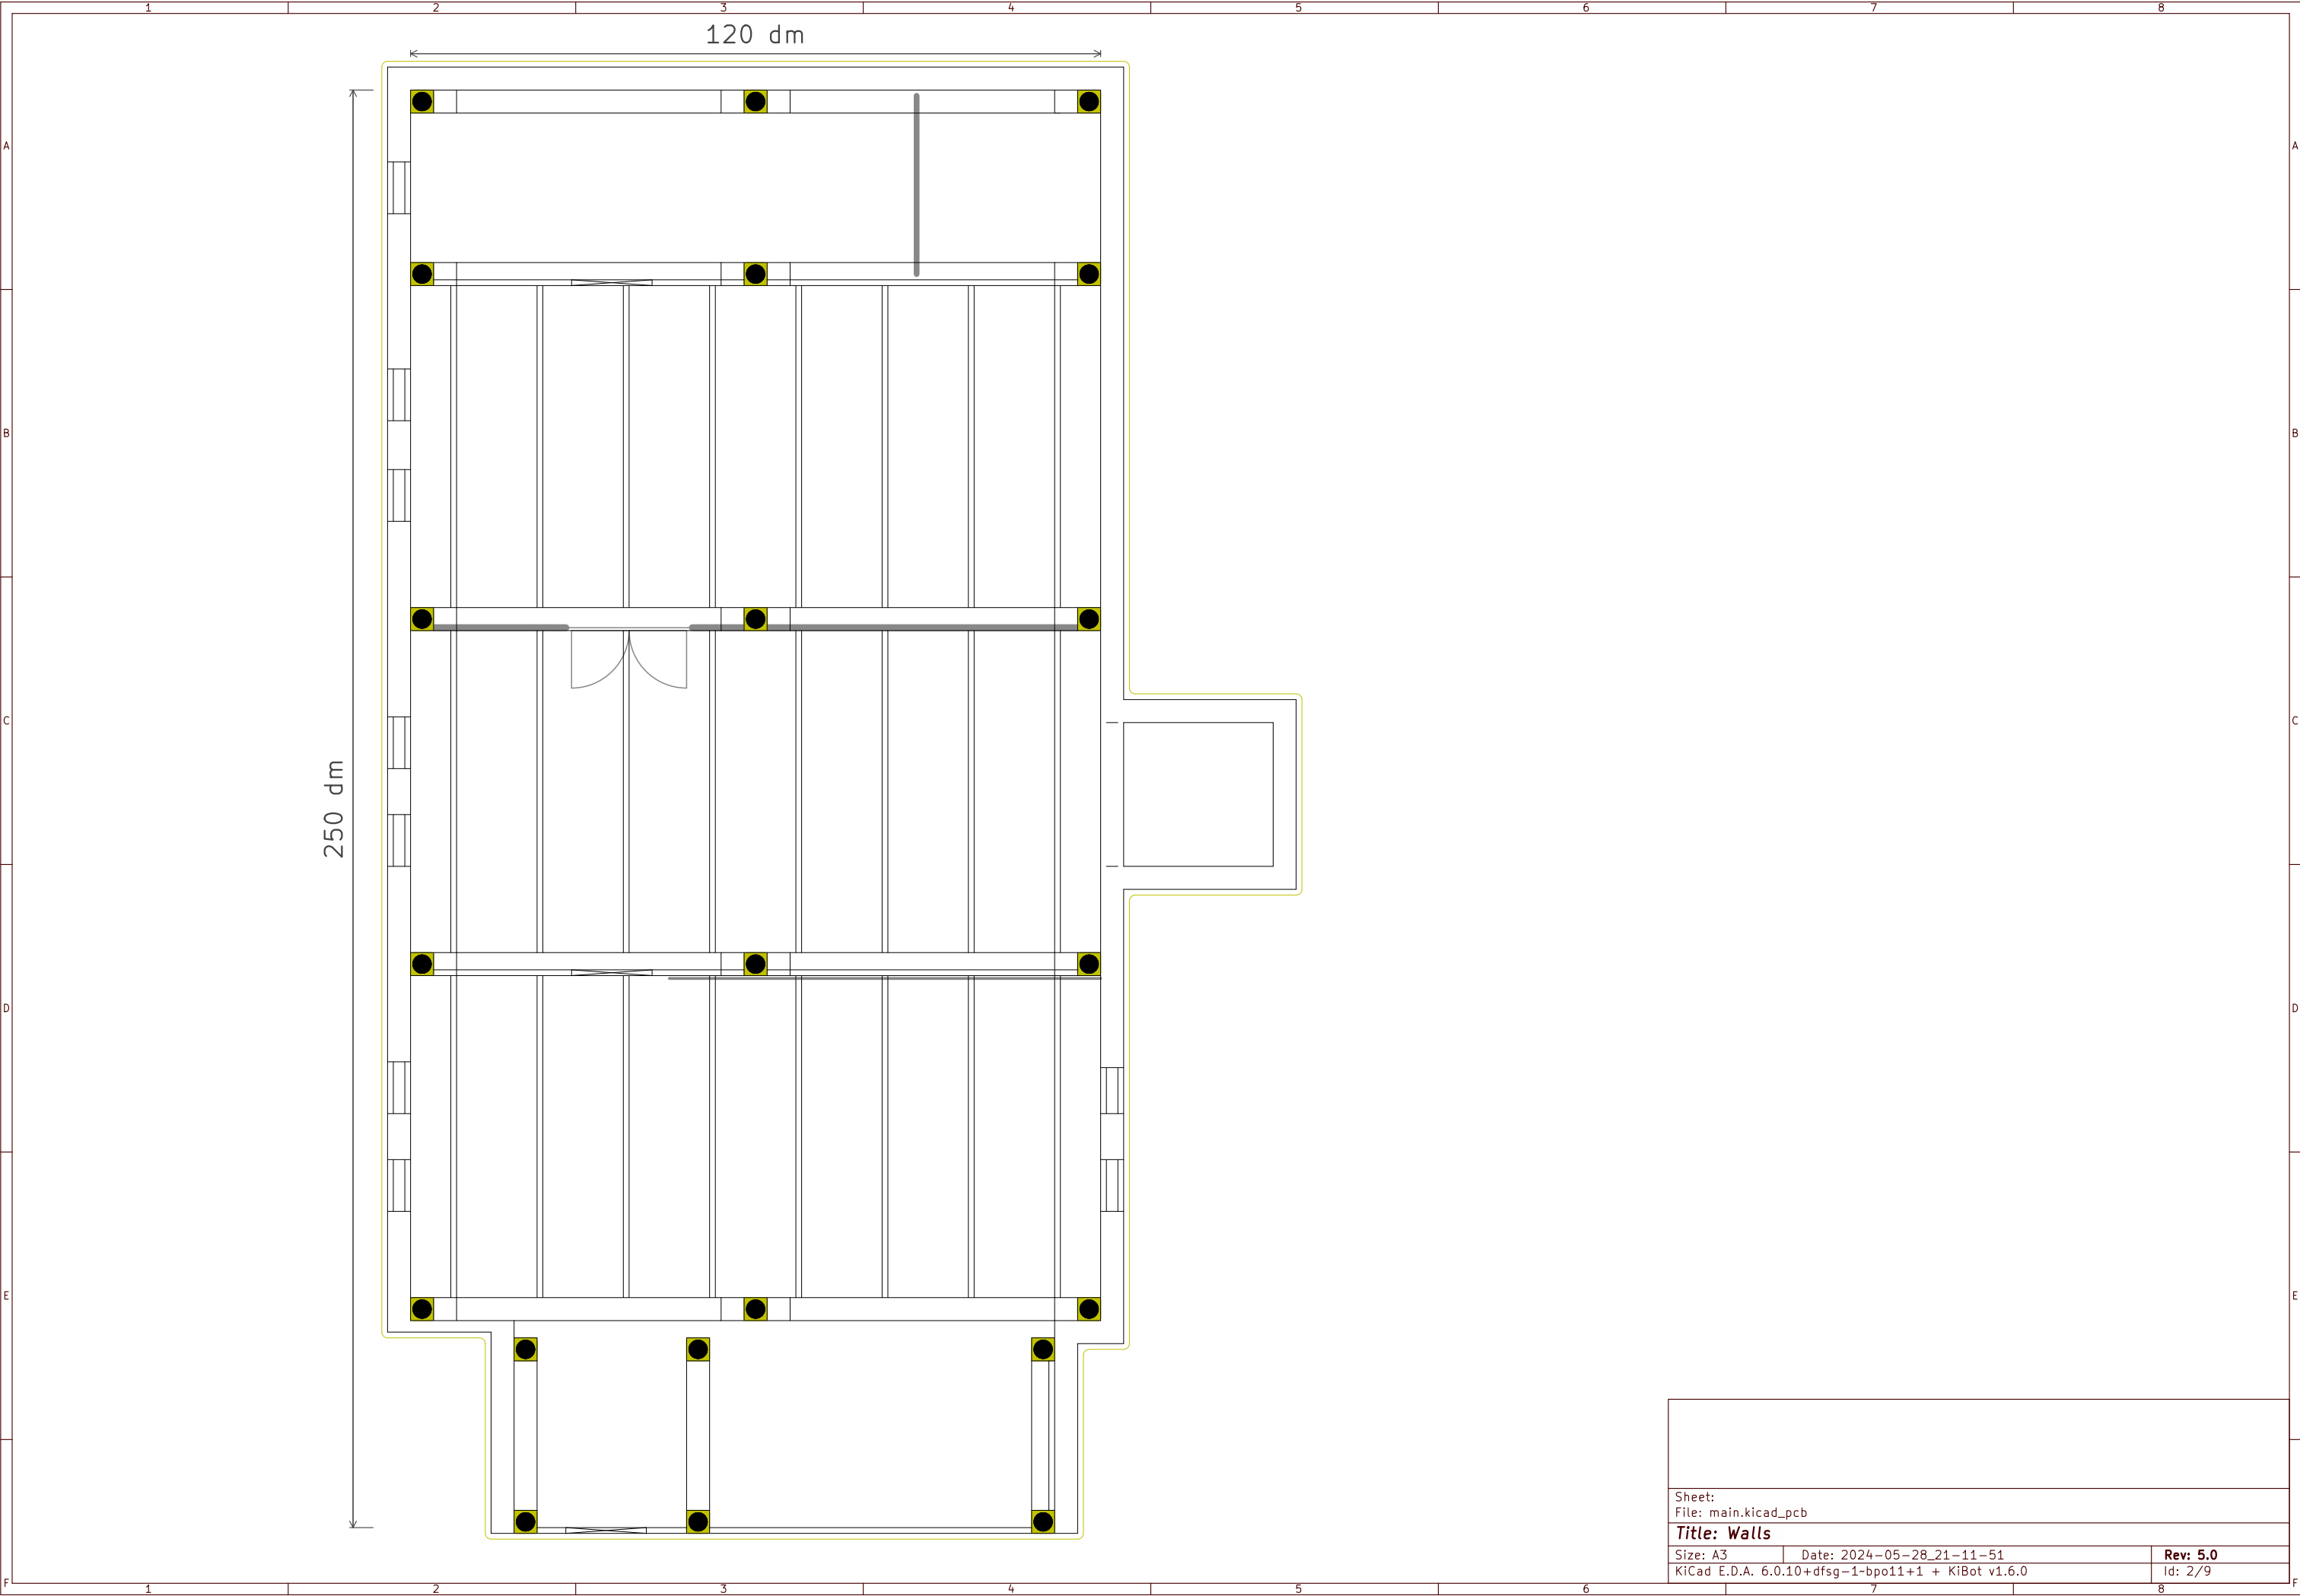 1 2 3 4 5 6 7 8
120 dm
A A
B B
C C
250 dm
D D
E E
Sheet:
File: main.kicad_pcb
Title: Walls
Size: A3 Date: 2024-05-28_21-11-51 Rev: 5.0
KiCad E.D.A. 6.0.10+dfsg-1~bpo11+1 + KiBot v1.6.0 Id: 2/9
F F
1 2 3 4 5 6 7 8